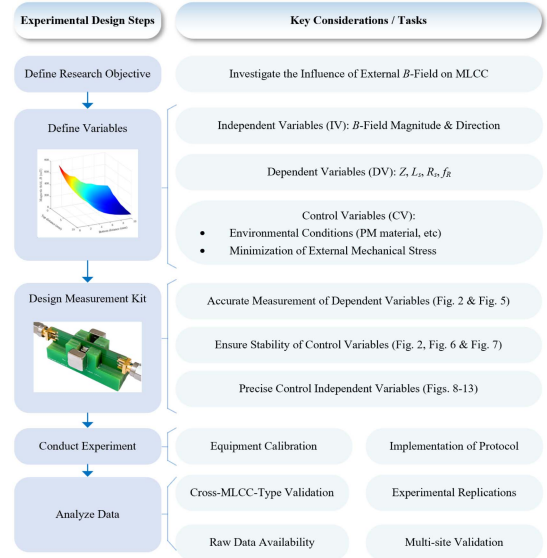 Experimental Design Steps
Key Considerations / Tasks
Define Research Objective
Investigate the Influence of External B-Field on MLCC
Define Variables
Independent Variables (IV): B-Field Magnitude & Direction
Dependent Variables (DV): Z, Ls, Rs, fR
Control Variables (CV):
• Environmental Conditions (PM material, etc)
• Minimization of External Mechanical Stress
Design Measurement Kit
Accurate Measurement of Dependent Variables (Fig. 2 & Fig. 5)
Ensure Stability of Control Variables (Fig. 2, Fig. 6 & Fig. 7)
Precise Control Independent Variables (Figs. 8-13)
Conduct Experiment
Equipment Calibration
Implementation of Protocol
Analyze Data
Cross-MLCC-Type Validation
Experimental Replications
Raw Data Availability
Multi-site Validation